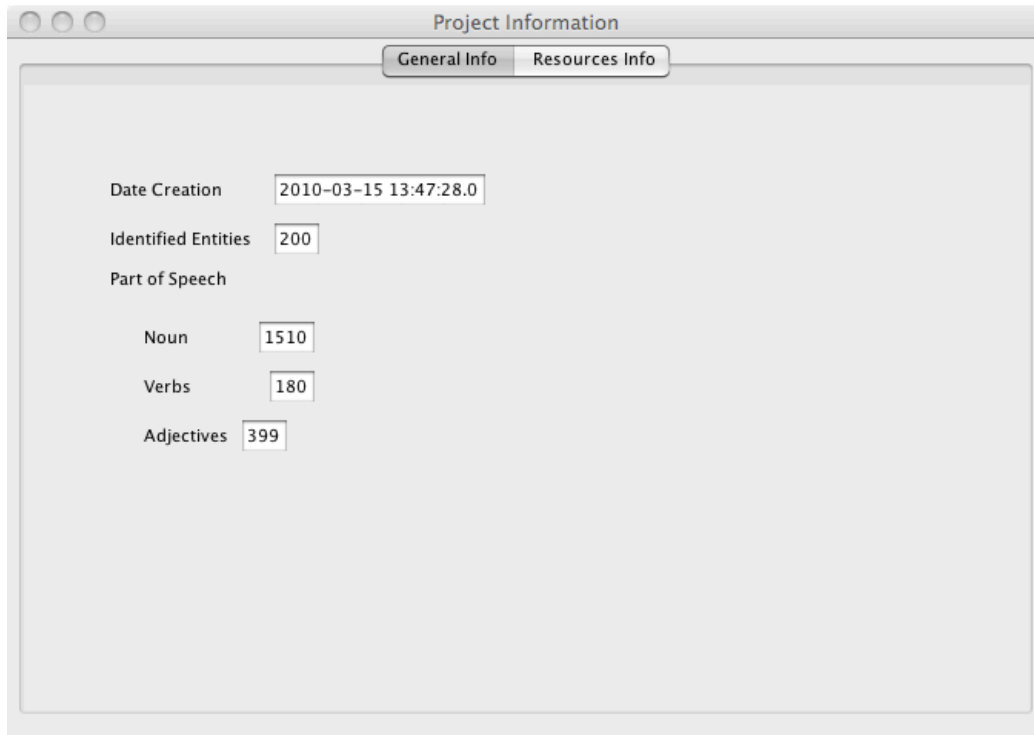 Project Information
General Info Resources Info
Date Creation 2010-03-15 13:47:28.0
Identified Entities 200
Part of Speech
Noun 1510
Verbs 180
Adjectives 399